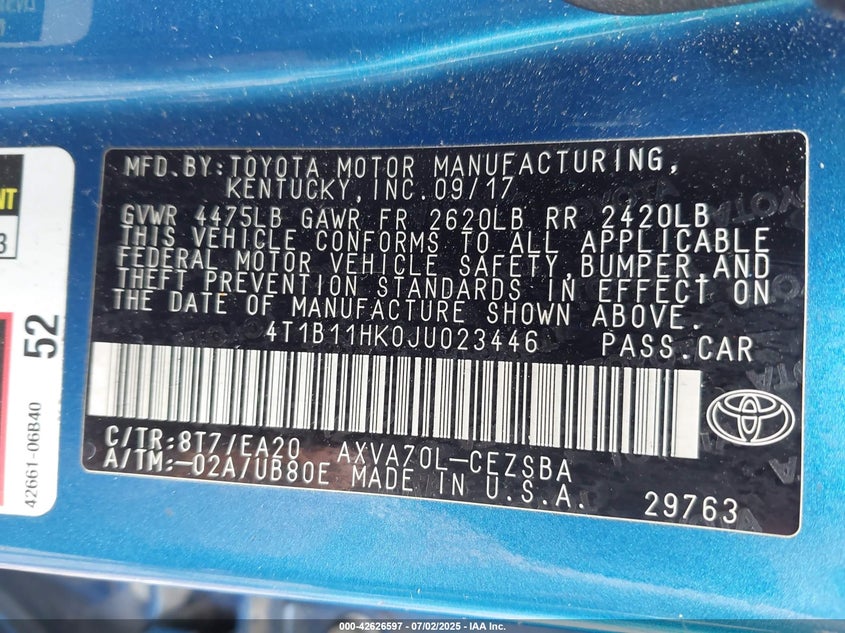 MFD.BY:TOYOTA MOTOR MANUFACTURING,
KENTUCKY,INC.09/17
GVWR 4475LB GAWR FR 2620LB RR 2420LB
THIS VEHICLE CONFORMS TO ALL APPLICABLE
FEDERAL MOTOR VEHICLE SAFETY,BUMPER,AND
THEFT PREVENTION STANDARDS IN EFFECT ON
THE DATE OF MANUFACTURE SHOWN ABOVE.
4T1B11HK0JU023446 PASS.CAR
C/TR:8T7/EA20 AXVA70L-CEZSBA
A/TM:-02A/UB80E MADE IN U.S.A.
29763
52
42661-06B40
000-42626597 - 07/02/2025 - IAA Inc.